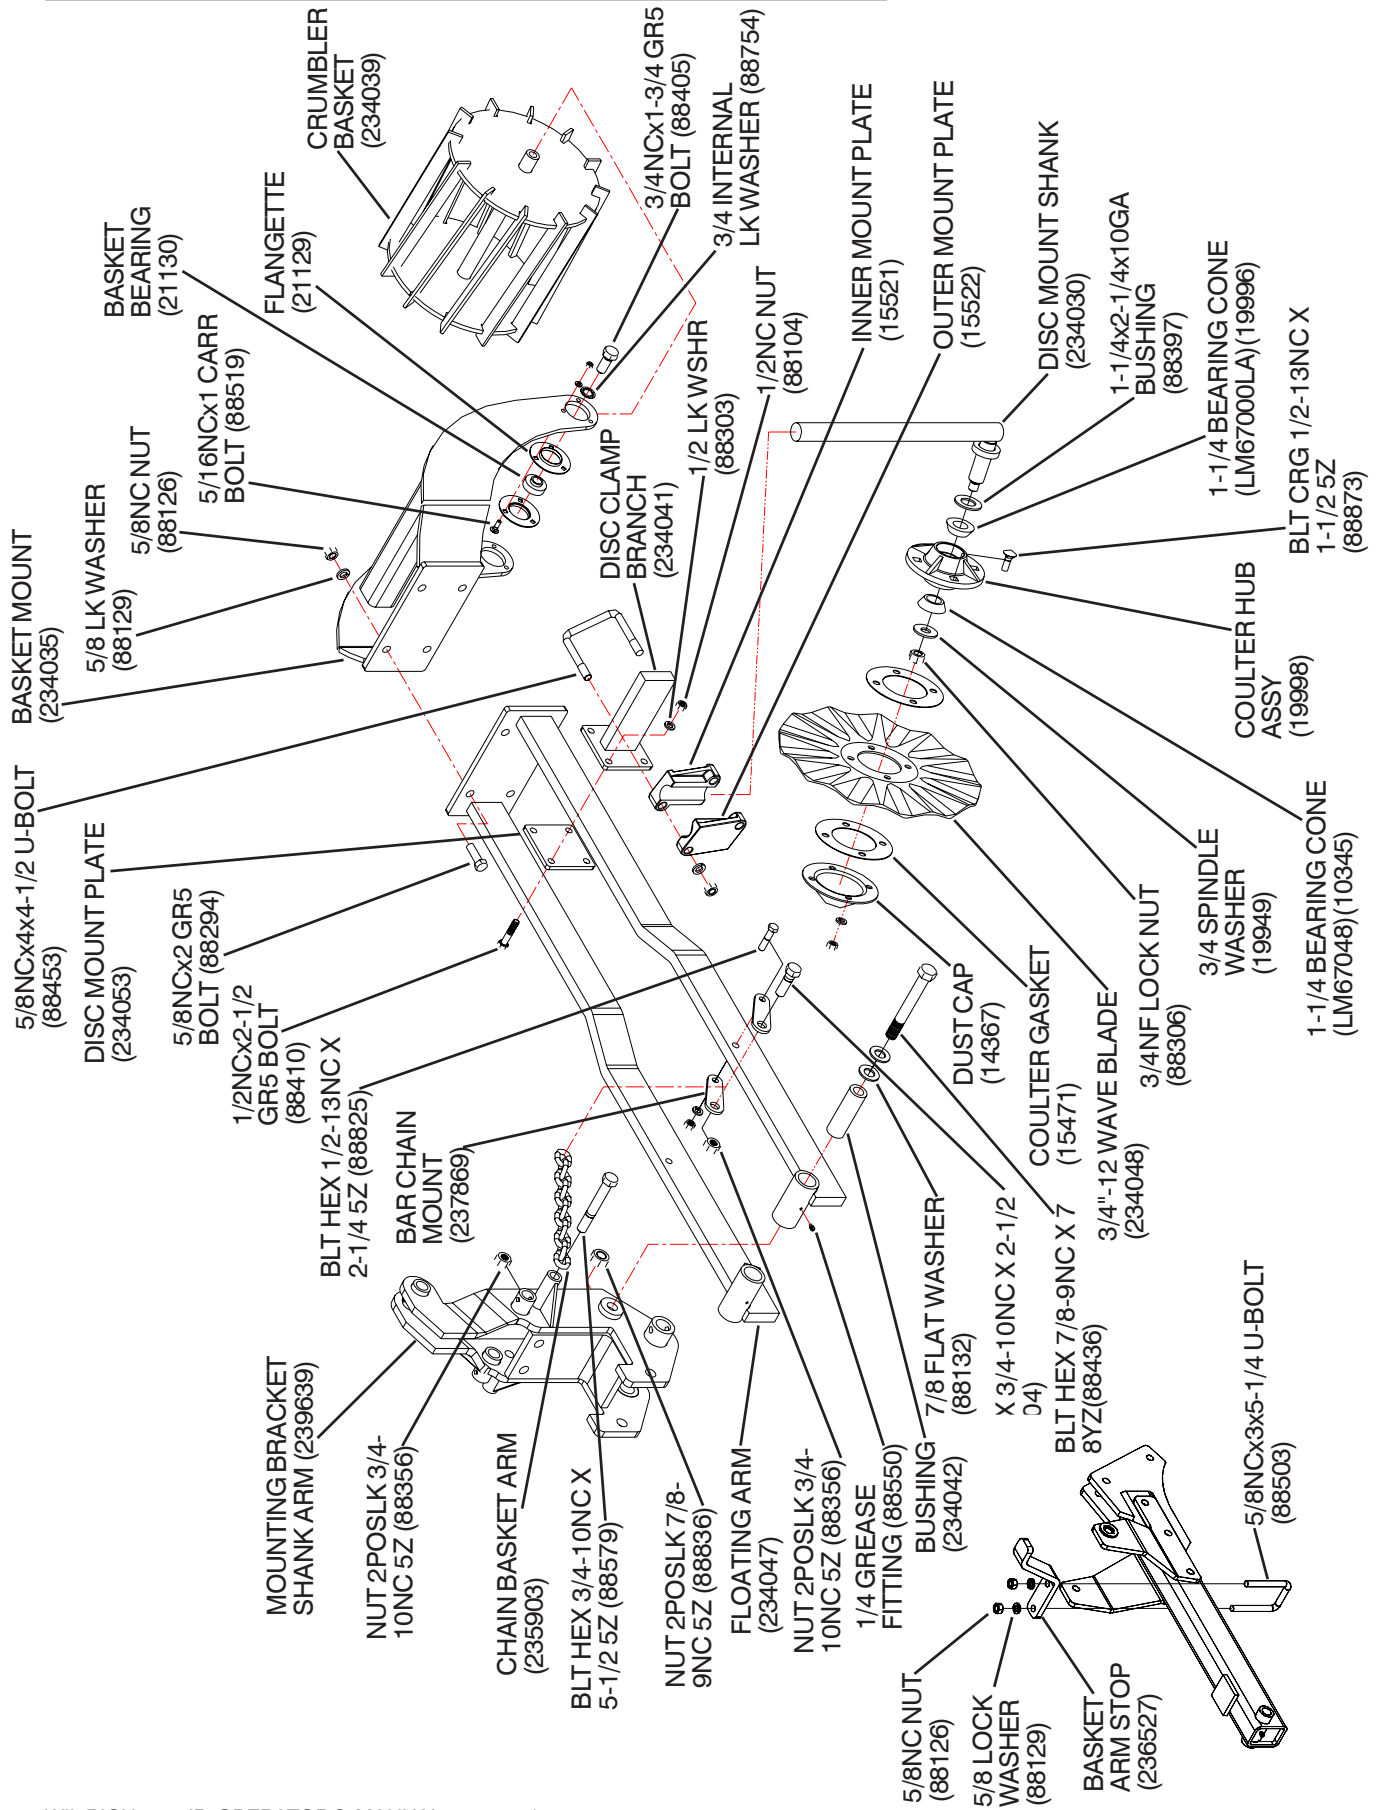 CRUMBLER
BASKET
(234039)
BASKET
BEARING
(21130)
FLANGETTE
(21129)
3/4NCx1-3/4 GR5
BOLT (88405)
3/4 INTERNAL
LK WASHER (88754)
5/16NCx1 CARR
BOLT (88519)
5/8NC NUT
(88126)
5/8 LK WASHER
(88129)
BASKET MOUNT
(234035)
DISC CLAMP
BRANCH
(234041)
1/2 LK WSHR
(88303)
1/2NC NUT
(88104)
INNER MOUNT PLATE
(15521)
OUTER MOUNT PLATE
(15522)
DISC MOUNT SHANK
(234030)
1-1/4x2-1/4x10GA
BUSHING
(88397)
1-1/4 BEARING CONE
(LM67000LA)(19996)
BLT CRG 1/2-13NC X
1-1/2 5Z
(88873)
COULTER HUB
ASSY
(19998)
1-1/4 BEARING CONE
(LM67048)(10345)
3/4 SPINDLE
WASHER
(19949)
3/4NF LOCK NUT
(88306)
3/4"-12 WAVE BLADE
(234048)
COULTER GASKET
(15471)
DUST CAP
(14367)
5/8NCx4x4-1/2 U-BOLT
(88453)
DISC MOUNT PLATE
(234053)
5/8NCx2 GR5
BOLT (88294)
1/2NCx2-1/2
GR5 BOLT
(88410)
BLT HEX 1/2-13NC X
2-1/4 5Z (88825)
BAR CHAIN
MOUNT
(237869)
MOUNTING BRACKET
SHANK ARM (239639)
NUT 2POSLK 3/4-
10NC 5Z (88356)
CHAIN BASKET ARM
(235903)
BLT HEX 3/4-10NC X
5-1/2 5Z (88579)
NUT 2POSLK 7/8-
9NC 5Z (88836)
FLOATING ARM
(234047)
NUT 2POSLK 3/4-
10NC 5Z (88356)
1/4 GREASE
FITTING (88550)
BUSHING
(234042)
7/8 FLAT WASHER
(88132)
X 3/4-10NC X 2-1/2
04)
BLT HEX 7/8-9NC X 7
8YZ(88436)
5/8NCx3x5-1/4 U-BOLT
(88503)
5/8NC NUT
(88126)
5/8 LOCK
WASHER
(88129)
BASKET
ARM STOP
(236527)